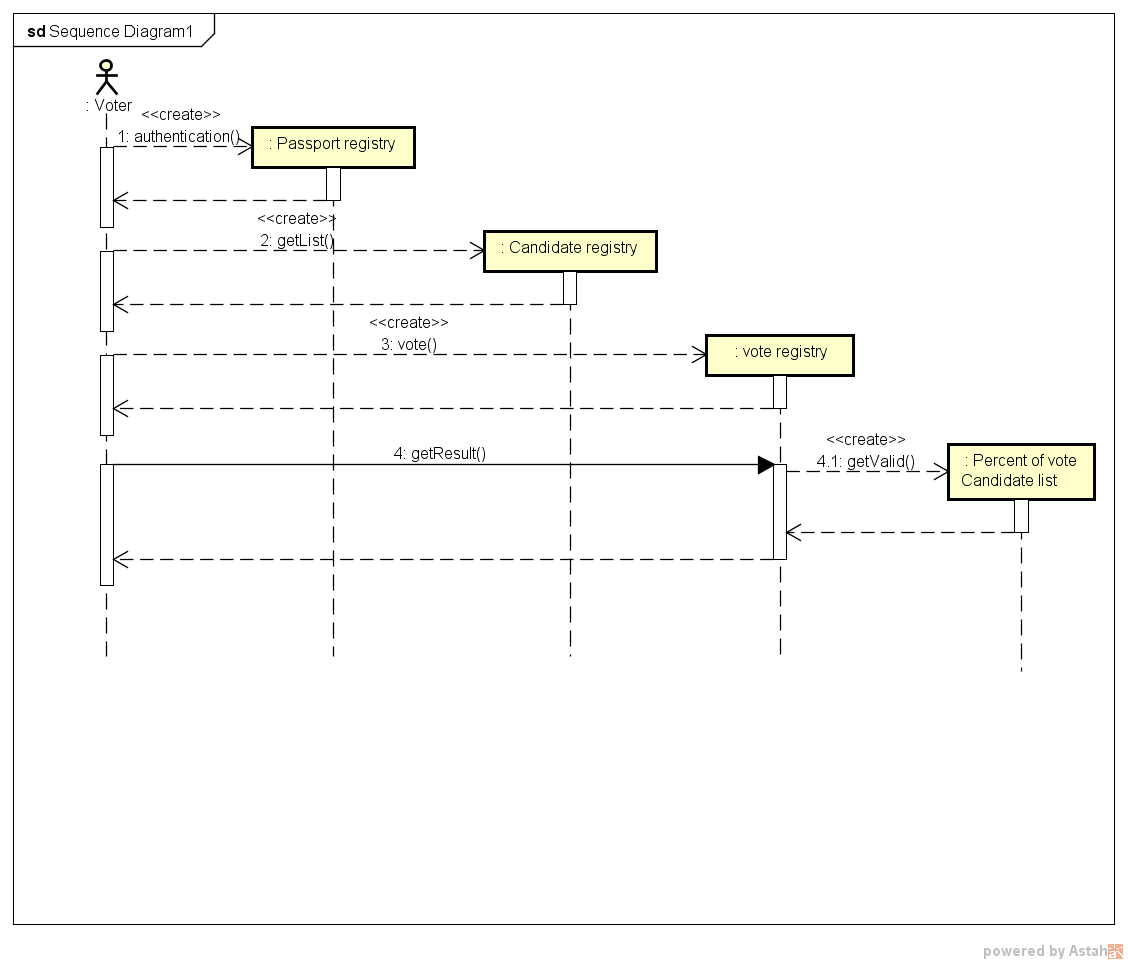 sd Sequence Diagram1
: Voter
<<create>>
1: authentication()
: Passport registry
<<create>>
2: getList()
: Candidate registry
<<create>>
3: vote()
: vote registry
4: getResult()
<<create>>
4.1: getValid()
: Percent of vote
Candidate list
powered by Astah